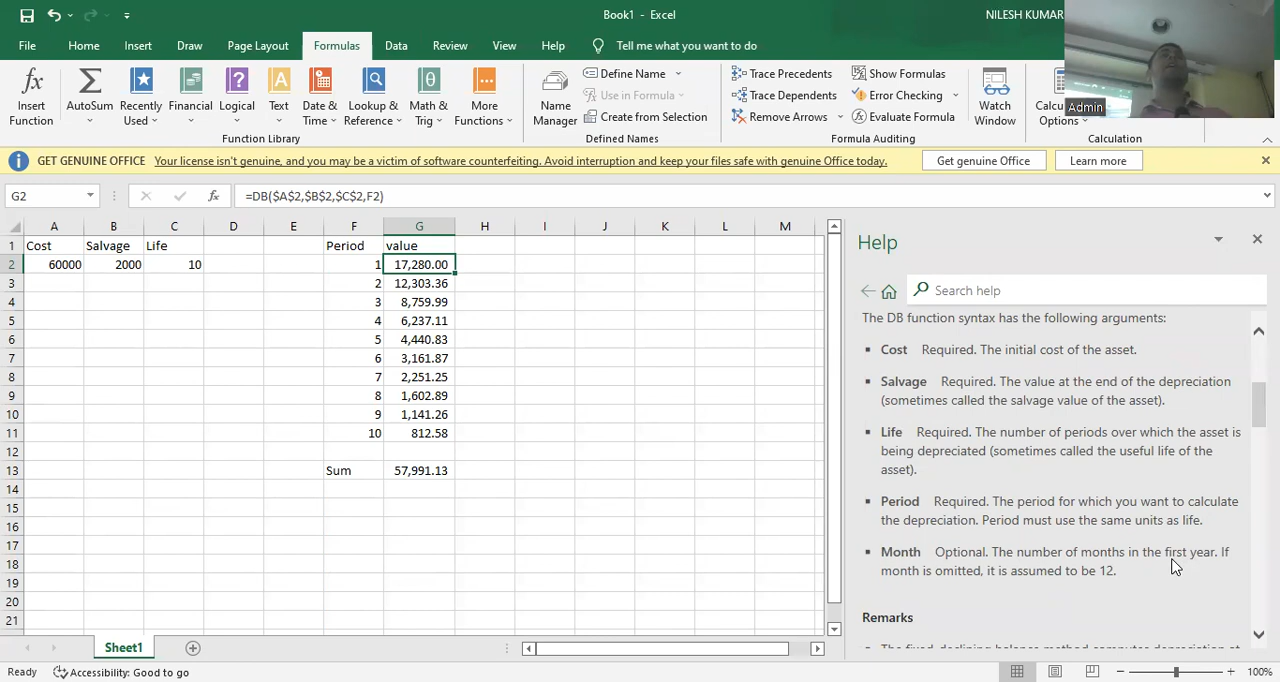 Book1 - Excel
NILESH KUMAR
File Home Insert Draw Page Layout Formulas Data Review View Help Tell me what you want to do
Admin
Insert Function
AutoSum
Recently Used
Financial
Logical
Text
Date & Time
Lookup & Reference
Math & Trig
More Functions
Function Library
Name Manager
Define Name
Use in Formula
Create from Selection
Defined Names
Trace Precedents
Trace Dependents
Remove Arrows
Show Formulas
Error Checking
Evaluate Formula
Formula Auditing
Watch Window
Options
Calculation
GET GENUINE OFFICE Your license isn't genuine, and you may be a victim of software counterfeiting. Avoid interruption and keep your files safe with genuine Office today. Get genuine Office Learn more
G2 fx =DB($A$2,$B$2,$C$2,F2)
A B C D E F G H I J K L M
1 Cost Salvage Life Period value
2 60000 2000 10 1 17,280.00
3 2 12,303.36
4 3 8,759.99
5 4 6,237.11
6 5 4,440.83
7 6 3,161.87
8 7 2,251.25
9 8 1,602.89
10 9 1,141.26
11 10 812.58
12
13 Sum 57,991.13
14
15
16
17
18
19
20
21
Help
Search help
The DB function syntax has the following arguments:
Cost Required. The initial cost of the asset.
Salvage Required. The value at the end of the depreciation
(sometimes called the salvage value of the asset).
Life Required. The number of periods over which the asset is
being depreciated (sometimes called the useful life of the
asset).
Period Required. The period for which you want to calculate
the depreciation. Period must use the same units as life.
Month Optional. The number of months in the first year. If
month is omitted, it is assumed to be 12.
Remarks
Sheet1
Ready Accessibility: Good to go 100%